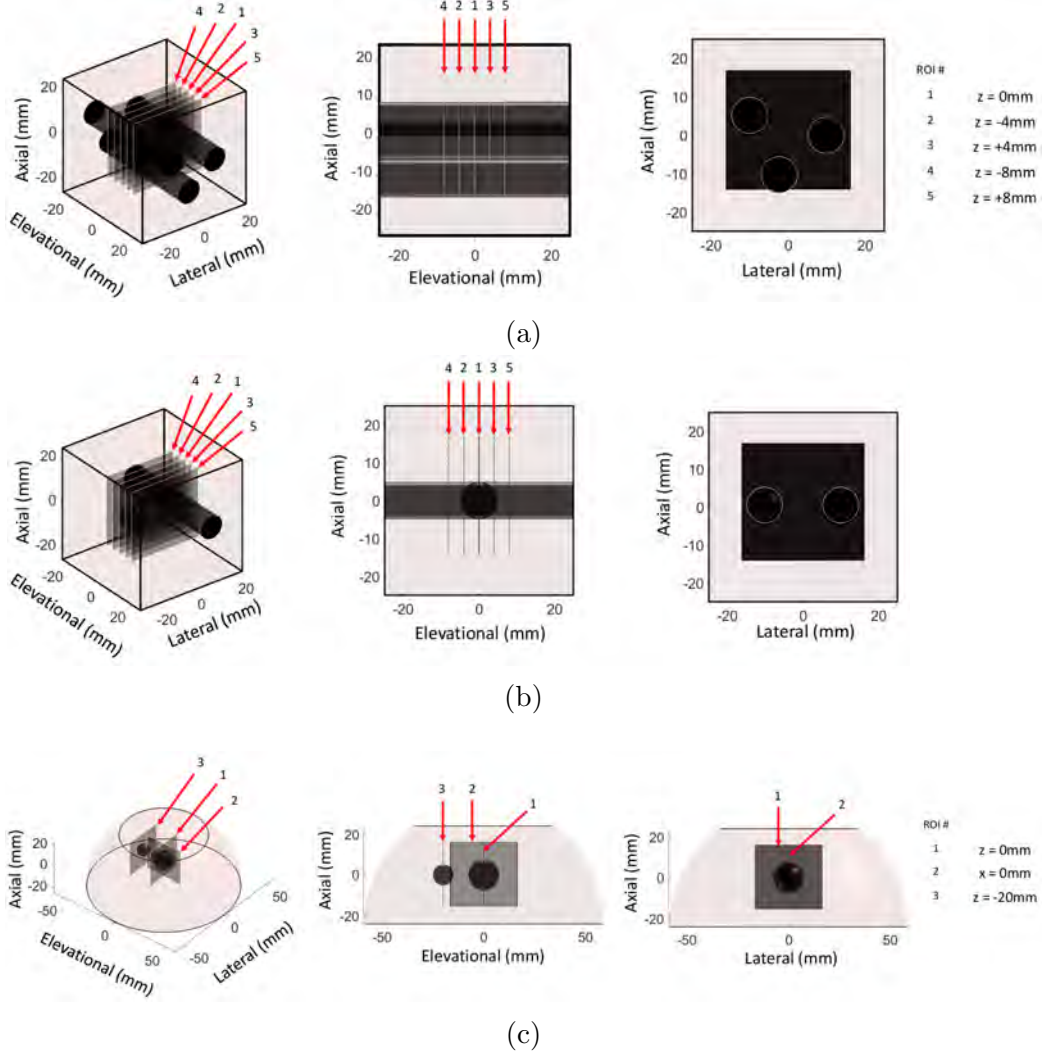 4 2 1 3 5
Axial (mm)
20
0
-20
-20
0
20
Elevational (mm)
-20
0
20
Lateral (mm)
4 2 1 3 5
Axial (mm)
20
10
0
-10
-20
-20 0 20
Elevational (mm)
Axial (mm)
20
10
0
-10
-20
-20 0 20
Lateral (mm)
ROI #
1 z = 0mm
2 z = -4mm
3 z = +4mm
4 z = -8mm
5 z = +8mm
(a)
4 2 1 3 5
Axial (mm)
20
0
-20
-20
0
20
Elevational (mm)
-20
0
20
Lateral (mm)
4 2 1 3 5
Axial (mm)
20
10
0
-10
-20
-20 0 20
Elevational (mm)
Axial (mm)
20
10
0
-10
-20
-20 0 20
Lateral (mm)
(b)
3 1 2
Axial (mm)
20
0
-20
-50
0
50
Elevational (mm)
-50
0
50
Lateral (mm)
3 2 1
Axial (mm)
20
0
-20
-50 0 50
Elevational (mm)
1 2
Axial (mm)
20
0
-20
-50 0 50
Lateral (mm)
ROI #
1 z = 0mm
2 x = 0mm
3 z = -20mm
(c)